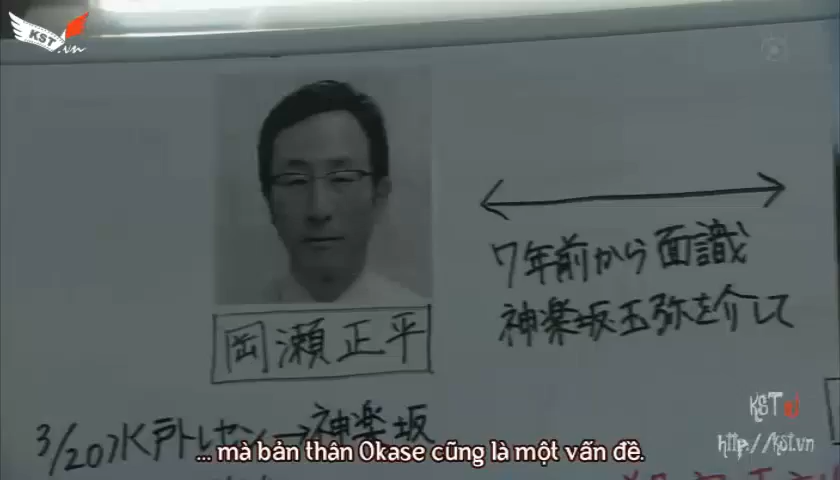 KST.vn
7年前から面識
神楽坂玉弥を介して
岡瀬正平
3/20水戸トレセン→神楽坂
KST.vn
http://kst.vn
... mà bản thân Okase cũng là một vấn đề.